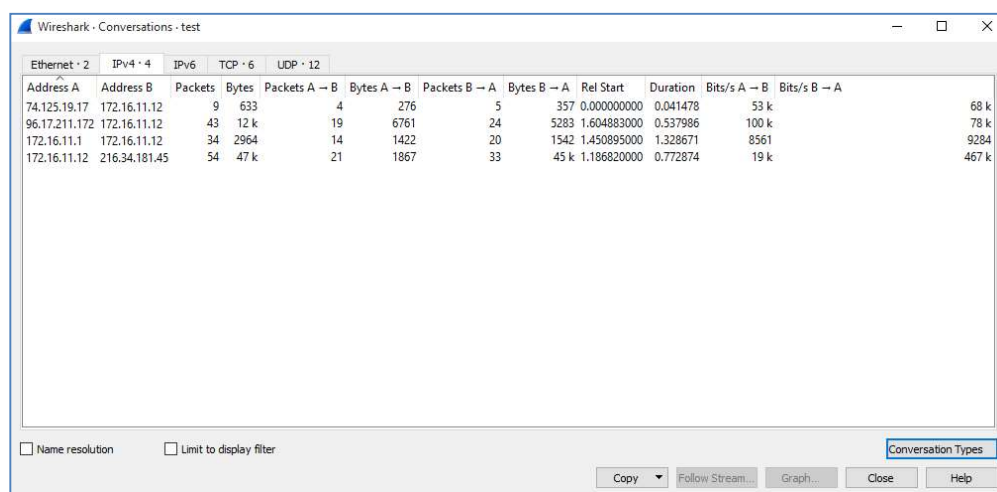 Wireshark · Conversations · test
Ethernet · 2 IPv4 · 4 IPv6 TCP · 6 UDP · 12
Address A Address B Packets Bytes Packets A → B Bytes A → B Packets B → A Bytes B → A Rel Start Duration Bits/s A → B Bits/s B → A
74.125.19.17 172.16.11.12 9 633 4 276 5 357 0.000000000 0.041478 53 k 68 k
96.17.211.172 172.16.11.12 43 12 k 19 6761 24 5283 1.604883000 0.537986 100 k 78 k
172.16.11.1 172.16.11.12 34 2964 14 1422 20 1542 1.450895000 1.328671 8561 9284
172.16.11.12 216.34.181.45 54 47 k 21 1867 33 45 k 1.186820000 0.772874 19 k 467 k
Name resolution Limit to display filter Conversation Types
Copy Follow Stream... Graph... Close Help